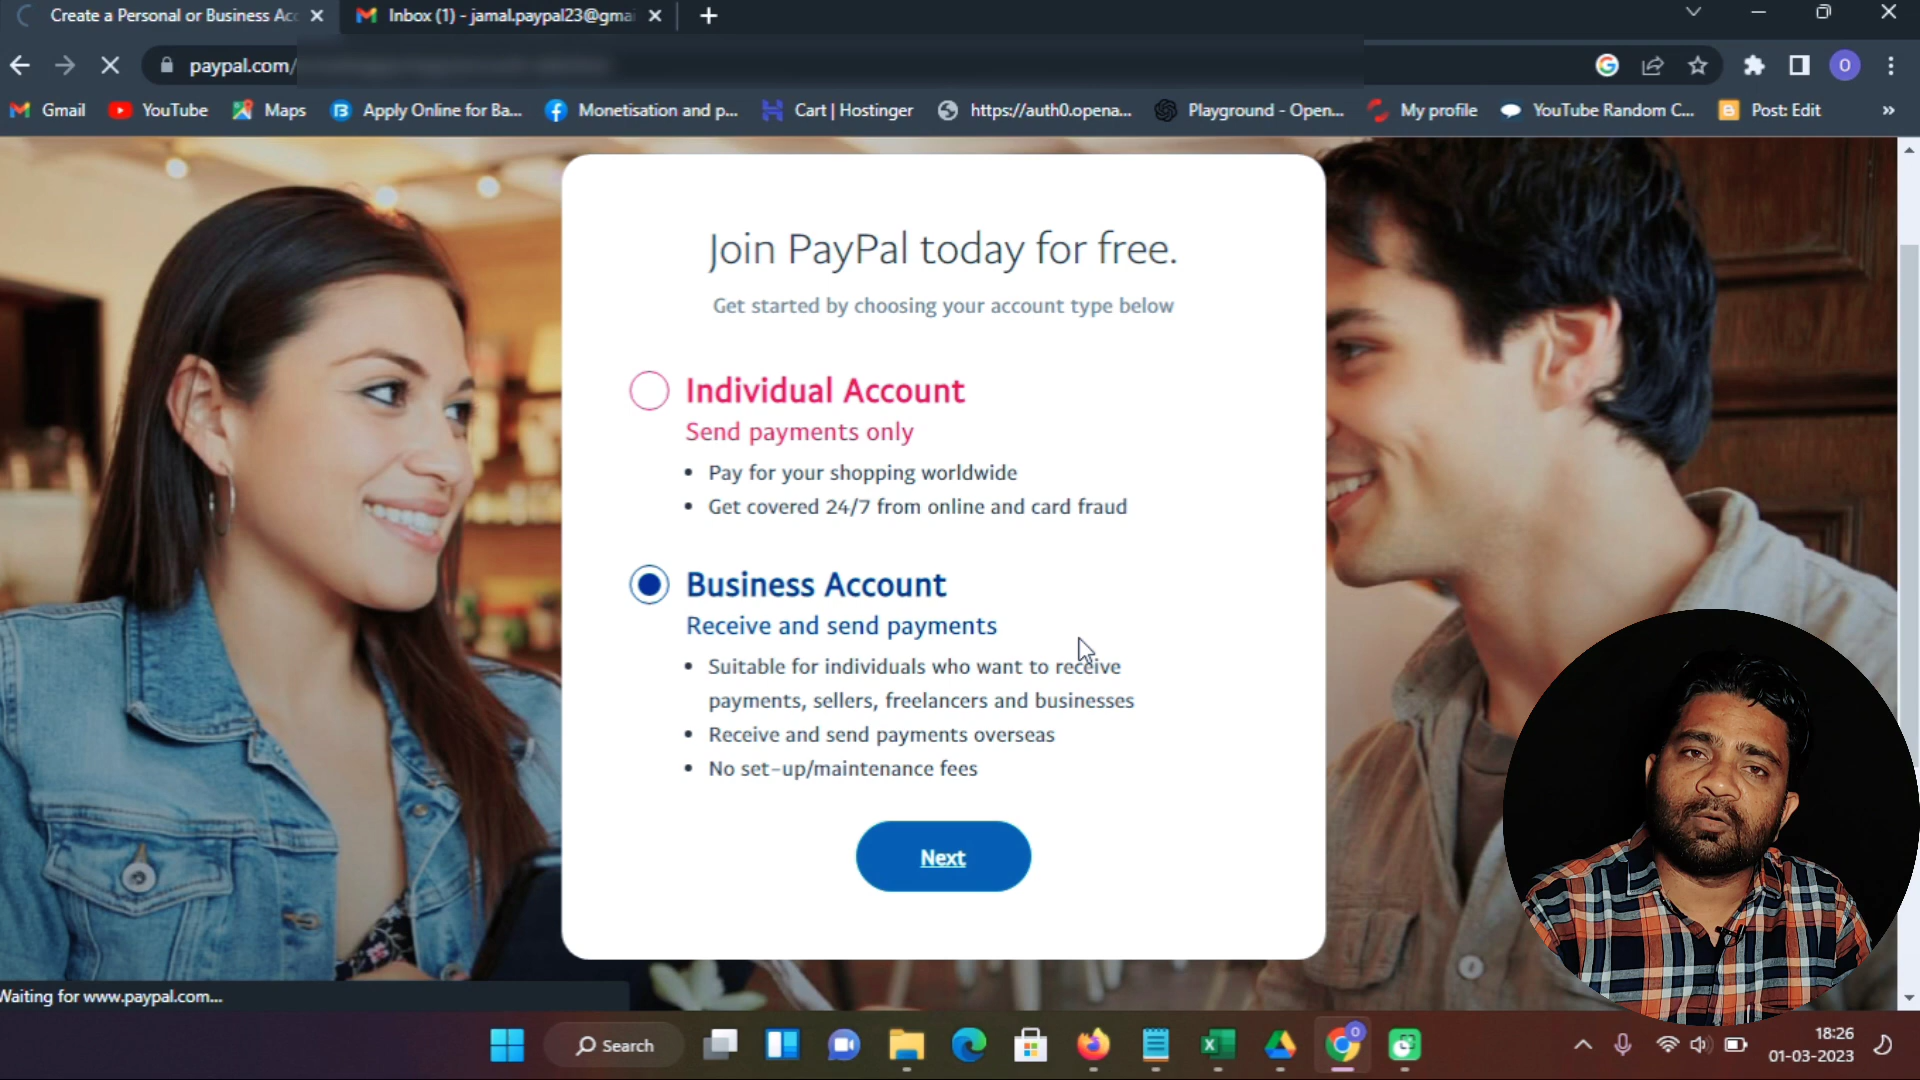 Create a Personal or Business Acc
Inbox (1) - jamal.paypal23@gmai
paypal.com/
Gmail
YouTube
Maps
Apply Online for Ba...
Monetisation and p...
Cart | Hostinger
https://auth0.opena...
Playground - Open...
My profile
YouTube Random C...
Post: Edit
»
Join PayPal today for free.
Get started by choosing your account type below
Individual Account
Send payments only
• Pay for your shopping worldwide
• Get covered 24/7 from online and card fraud
Business Account
Receive and send payments
• Suitable for individuals who want to receive
payments, sellers, freelancers and businesses
• Receive and send payments overseas
• No set-up/maintenance fees
Next
Waiting for www.paypal.com...
Search
18:26
01-03-2023